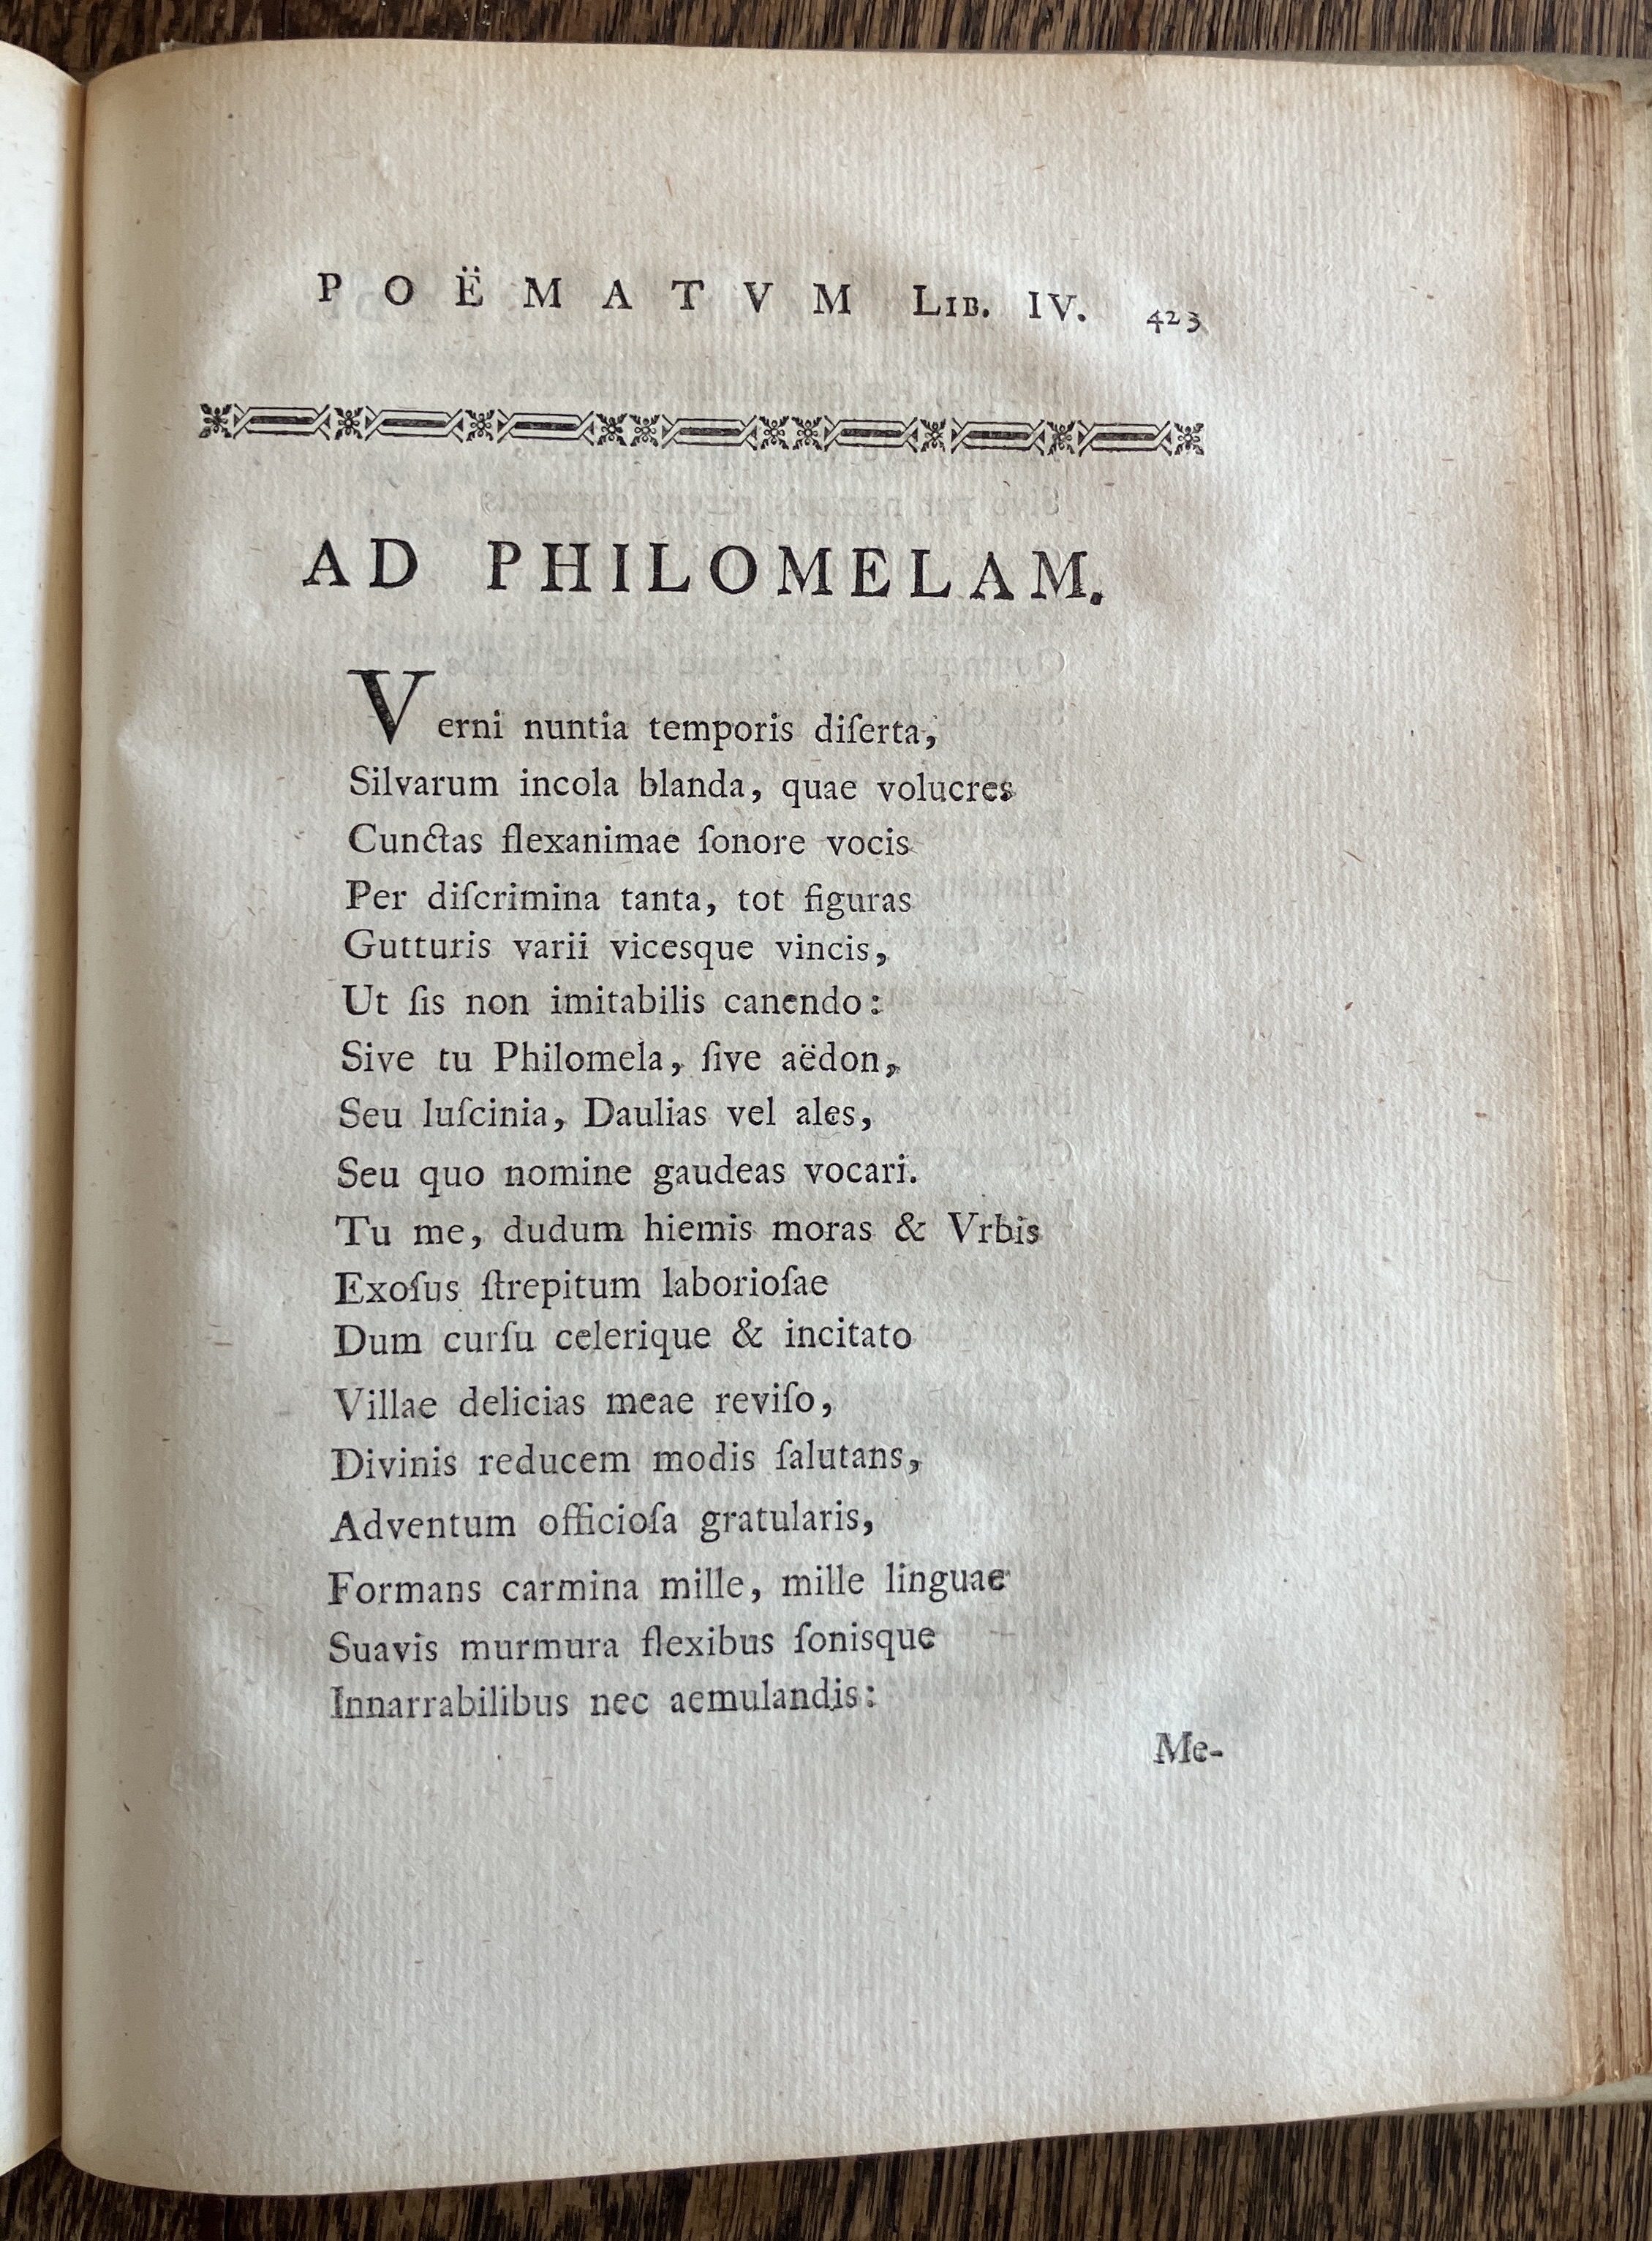 POËMATVM LIB. IV. 423
AD PHILOMELAM.
Verni nuntia temporis diſerta,
Silvarum incola blanda, quae volucres
Cunctas flexanimae ſonore vocis
Per diſcrimina tanta, tot figuras
Gutturis varii vicesque vincis,
Ut ſis non imitabilis canendo:
Sive tu Philomela, ſive aëdon,
Seu luſcinia, Daulias vel ales,
Seu quo nomine gaudeas vocari.
Tu me, dudum hiemis moras & Vrbis
Exoſus ſtrepitum laborioſae
Dum curſu celerique & incitato
Villae delicias meae reviſo,
Divinis reducem modis ſalutans,
Adventum officioſa gratularis,
Formans carmina mille, mille linguae
Suavis murmura flexibus ſonisque
Innarrabilibus nec aemulandis:
Me-